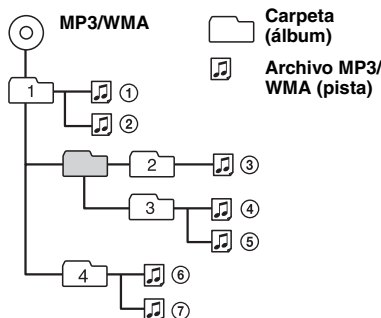 MP3/WMA
Carpeta
(álbum)
Archivo MP3/
WMA (pista)
1
①
②
2
③
3
④
⑤
4
⑥
⑦